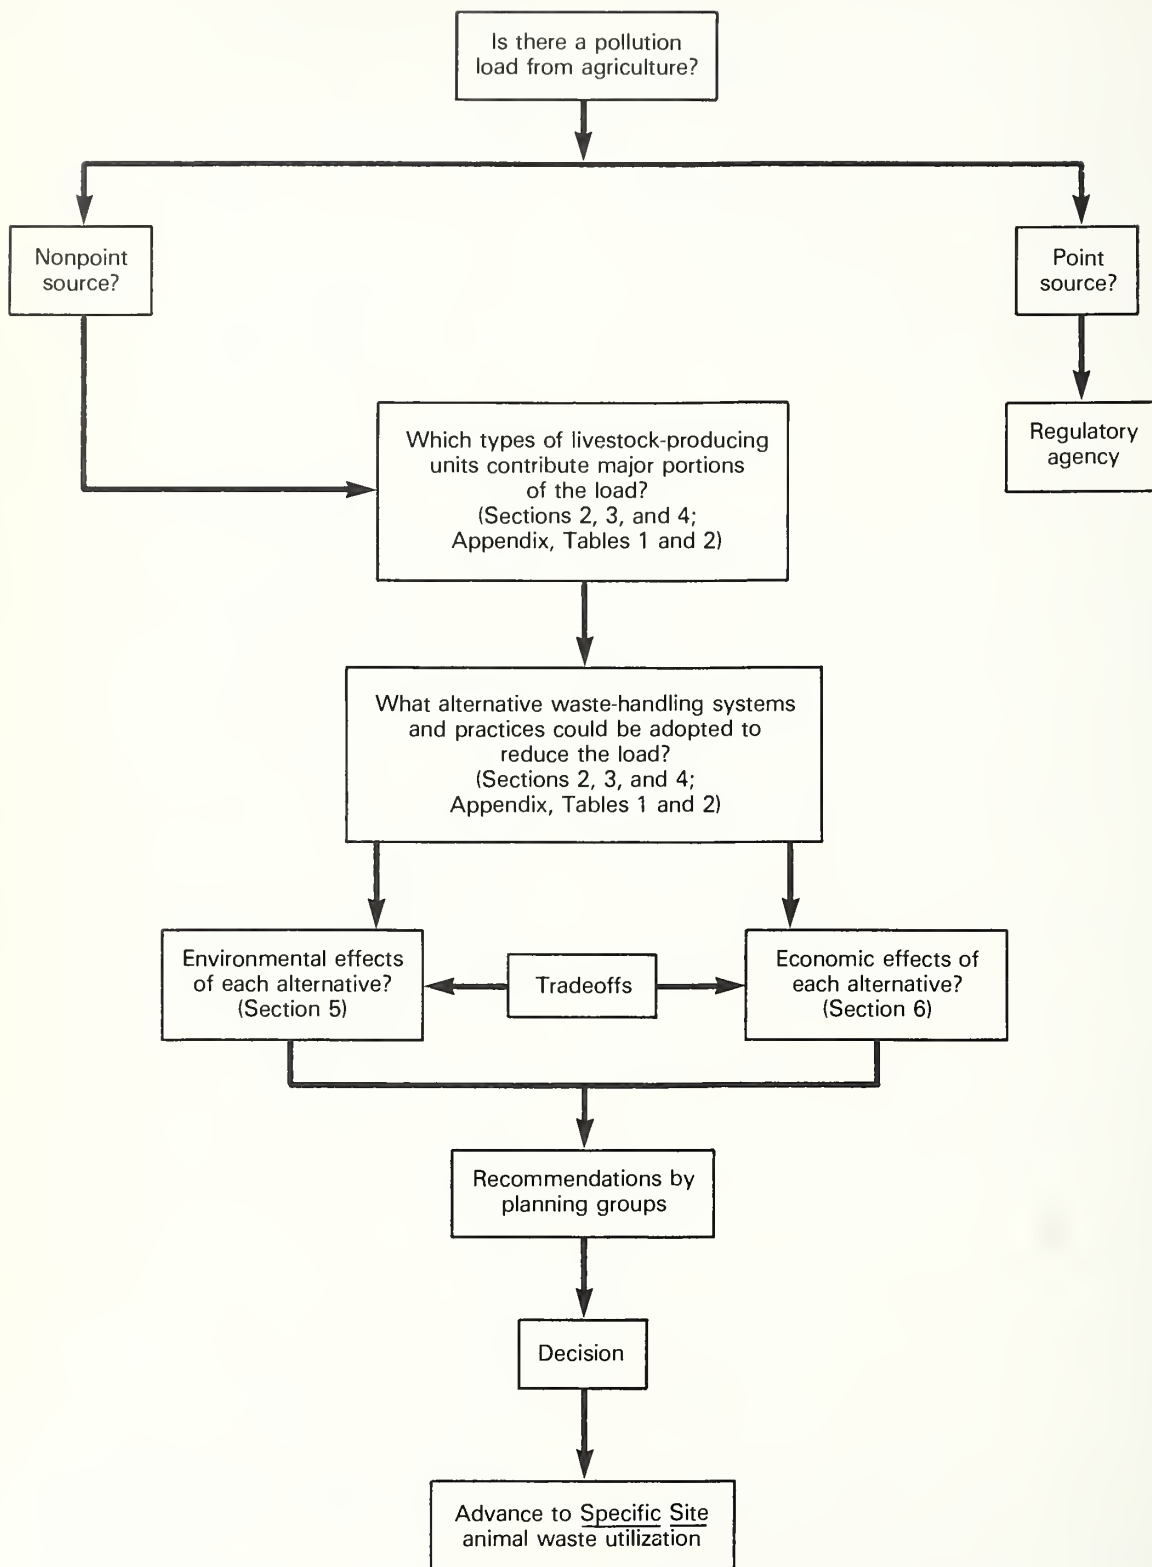 Is there a pollution
load from agriculture?
Nonpoint
source?
Point
source?
Regulatory
agency
Which types of livestock-producing
units contribute major portions
of the load?
(Sections 2, 3, and 4;
Appendix, Tables 1 and 2)
What alternative waste-handling systems
and practices could be adopted to
reduce the load?
(Sections 2, 3, and 4;
Appendix, Tables 1 and 2)
Environmental effects
of each alternative?
(Section 5)
Tradeoffs
Economic effects of
each alternative?
(Section 6)
Recommendations by
planning groups
Decision
Advance to Specific Site
animal waste utilization